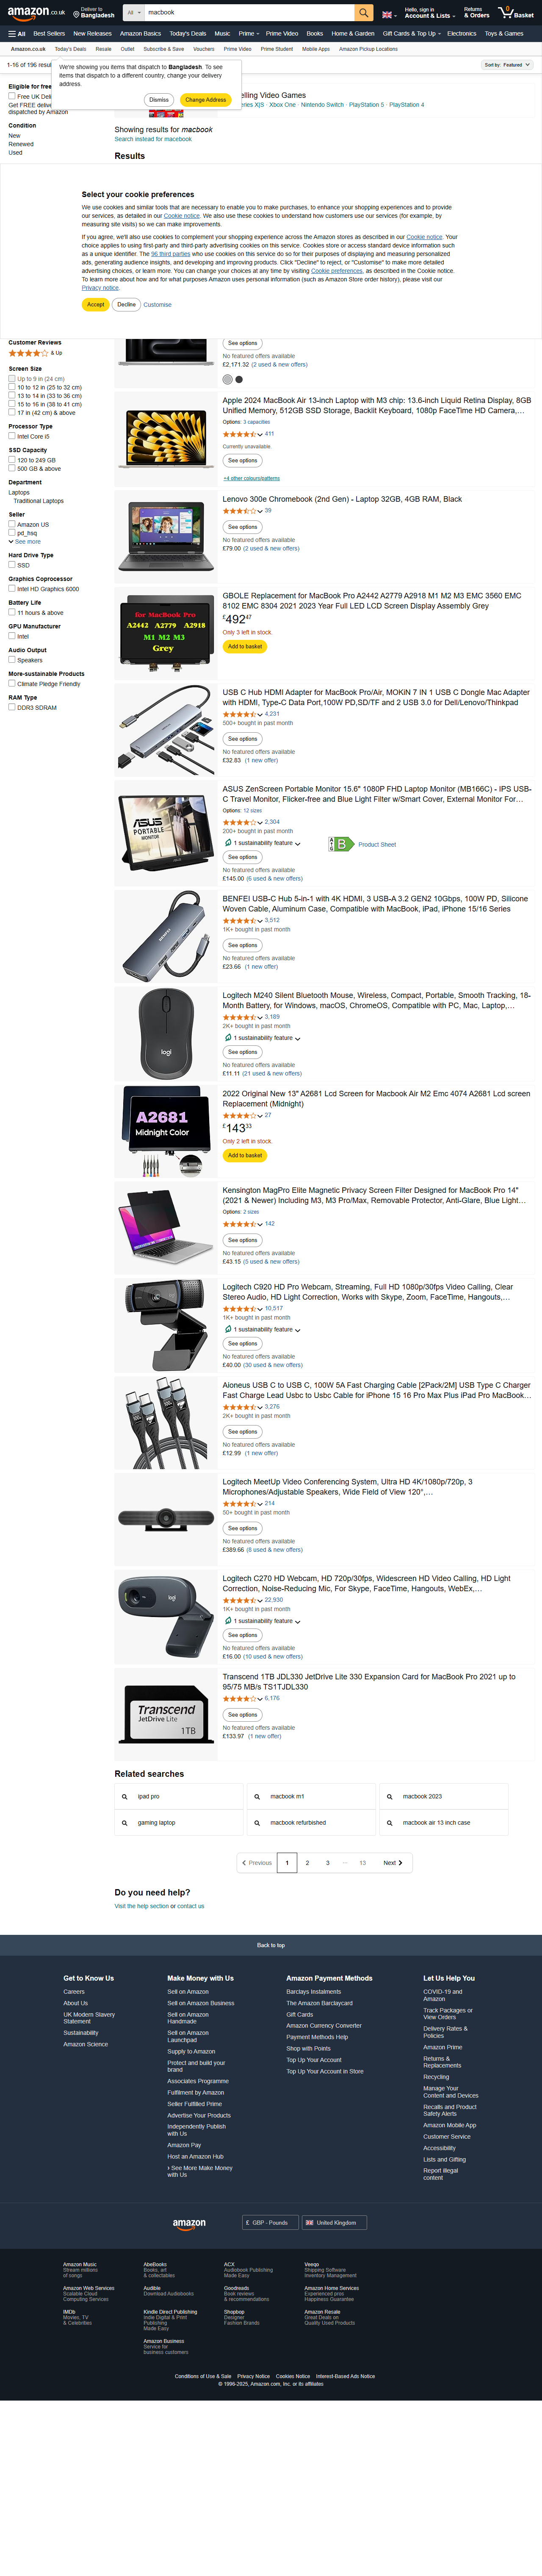 amazon.co.uk
Deliver to
Bangladesh
All
macbook
Hello, sign in
Account & Lists
Returns
& Orders
0
Basket
All
Best Sellers
New Releases
Amazon Basics
Today's Deals
Music
Prime
Prime Video
Books
Home & Garden
Gift Cards & Top Up
Electronics
Toys & Games
Amazon.co.uk
Today's Deals
Resale
Outlet
Subscribe & Save
Vouchers
Prime Video
Prime Student
Mobile Apps
Amazon Pickup Locations
1-16 of 196 resu
Sort by: Featured
We're showing you items that dispatch to Bangladesh. To see
items that dispatch to a different country, change your delivery
address.
Dismiss
Change Address
Eligible for free
Free UK Deli
Get FREE delive
dispatched by Amazon
Condition
New
Renewed
Used
elling Video Games
ries X|S · Xbox One · Nintendo Switch · PlayStation 5 · PlayStation 4
Showing results for macbook
Search instead for macebook
Results
Select your cookie preferences
We use cookies and similar tools that are necessary to enable you to make purchases, to enhance your shopping experiences and to provide
our services, as detailed in our Cookie notice. We also use these cookies to understand how customers use our services (for example, by
measuring site visits) so we can make improvements.
If you agree, we'll also use cookies to complement your shopping experience across the Amazon stores as described in our Cookie notice. Your
choice applies to using first-party and third-party advertising cookies on this service. Cookies store or access standard device information such
as a unique identifier. The 96 third parties who use cookies on this service do so for their purposes of displaying and measuring personalized
ads, generating audience insights, and developing and improving products. Click "Decline" to reject, or "Customise" to make more detailed
advertising choices, or learn more. You can change your choices at any time by visiting Cookie preferences, as described in the Cookie notice.
To learn more about how and for what purposes Amazon uses personal information (such as Amazon Store order history), please visit our
Privacy notice.
Accept
Decline
Customise
Customer Reviews
& Up
Screen Size
Up to 9 in (24 cm)
10 to 12 in (25 to 32 cm)
13 to 14 in (33 to 36 cm)
15 to 16 in (38 to 41 cm)
17 in (42 cm) & above
Processor Type
Intel Core i5
SSD Capacity
120 to 249 GB
500 GB & above
Department
Laptops
Traditional Laptops
Seller
Amazon US
pd_hsq
See more
Hard Drive Type
SSD
Graphics Coprocessor
Intel HD Graphics 6000
Battery Life
11 hours & above
GPU Manufacturer
Intel
Audio Output
Speakers
More-sustainable Products
Climate Pledge Friendly
RAM Type
DDR3 SDRAM
See options
No featured offers available
£2,171.32 (2 used & new offers)
Apple 2024 MacBook Air 13-inch Laptop with M3 chip: 13.6-inch Liquid Retina Display, 8GB
Unified Memory, 512GB SSD Storage, Backlit Keyboard, 1080p FaceTime HD Camera,...
Options: 3 capacities
411
Currently unavailable.
See options
+4 other colours/patterns
Lenovo 300e Chromebook (2nd Gen) - Laptop 32GB, 4GB RAM, Black
39
See options
No featured offers available
£79.00 (2 used & new offers)
for MacBook Pro
A2442 A2779 A2918
M1 M2 M3
Grey
GBOLE Replacement for MacBook Pro A2442 A2779 A2918 M1 M2 M3 EMC 3560 EMC
8102 EMC 8304 2021 2023 Year Full LED LCD Screen Display Assembly Grey
£49247
Only 3 left in stock.
Add to basket
USB C Hub HDMI Adapter for MacBook Pro/Air, MOKiN 7 IN 1 USB C Dongle Mac Adapter
with HDMI, Type-C Data Port,100W PD,SD/TF and 2 USB 3.0 for Dell/Lenovo/Thinkpad
4,231
500+ bought in past month
See options
No featured offers available
£32.83 (1 new offer)
ASUS
PORTABLE
MONITOR
ASUS ZenScreen Portable Monitor 15.6" 1080P FHD Laptop Monitor (MB166C) - IPS USB-
C Travel Monitor, Flicker-free and Blue Light Filter w/Smart Cover, External Monitor For...
Options: 12 sizes
2,304
200+ bought in past month
1 sustainability feature
B
Product Sheet
See options
No featured offers available
£145.00 (6 used & new offers)
BENFEI
BENFEI USB-C Hub 5-in-1 with 4K HDMI, 3 USB-A 3.2 GEN2 10Gbps, 100W PD, Silicone
Woven Cable, Aluminum Case, Compatible with MacBook, iPad, iPhone 15/16 Series
3,512
1K+ bought in past month
See options
No featured offers available
£23.66 (1 new offer)
logi
Logitech M240 Silent Bluetooth Mouse, Wireless, Compact, Portable, Smooth Tracking, 18-
Month Battery, for Windows, macOS, ChromeOS, Compatible with PC, Mac, Laptop,...
3,189
2K+ bought in past month
1 sustainability feature
See options
No featured offers available
£11.11 (21 used & new offers)
A2681
Midnight Color
2022 Original New 13" A2681 Lcd Screen for Macbook Air M2 Emc 4074 A2681 Lcd screen
Replacement (Midnight)
27
£14333
Only 2 left in stock.
Add to basket
Kensington MagPro Elite Magnetic Privacy Screen Filter Designed for MacBook Pro 14"
(2021 & Newer) Including M3, M3 Pro/Max, Removable Protector, Anti-Glare, Blue Light...
Options: 2 sizes
142
See options
No featured offers available
£43.15 (5 used & new offers)
Logitech C920 HD Pro Webcam, Streaming, Full HD 1080p/30fps Video Calling, Clear
Stereo Audio, HD Light Correction, Works with Skype, Zoom, FaceTime, Hangouts,...
10,517
1K+ bought in past month
1 sustainability feature
See options
No featured offers available
£40.00 (30 used & new offers)
Aioneus USB C to USB C, 100W 5A Fast Charging Cable [2Pack/2M] USB Type C Charger
Fast Charge Lead Usbc to Usbc Cable for iPhone 15 16 Pro Max Plus iPad Pro MacBook...
3,276
2K+ bought in past month
See options
No featured offers available
£12.99 (1 new offer)
Logitech MeetUp Video Conferencing System, Ultra HD 4K/1080p/720p, 3
Microphones/Adjustable Speakers, Wide Field of View 120°,...
214
50+ bought in past month
See options
No featured offers available
£389.66 (8 used & new offers)
logi
Logitech C270 HD Webcam, HD 720p/30fps, Widescreen HD Video Calling, HD Light
Correction, Noise-Reducing Mic, For Skype, FaceTime, Hangouts, WebEx,...
22,930
1K+ bought in past month
1 sustainability feature
See options
No featured offers available
£16.00 (10 used & new offers)
Transcend
JetDrive Lite
1TB
Transcend 1TB JDL330 JetDrive Lite 330 Expansion Card for MacBook Pro 2021 up to
95/75 MB/s TS1TJDL330
6,176
See options
No featured offers available
£133.97 (1 new offer)
Related searches
ipad pro
macbook m1
macbook 2023
gaming laptop
macbook refurbished
macbook air 13 inch case
Previous
1
2
3
...
13
Next
Do you need help?
Visit the help section or contact us
Back to top
Get to Know Us
Careers
About Us
UK Modern Slavery
Statement
Sustainability
Amazon Science
Make Money with Us
Sell on Amazon
Sell on Amazon Business
Sell on Amazon
Handmade
Sell on Amazon
Launchpad
Supply to Amazon
Protect and build your
brand
Associates Programme
Fulfilment by Amazon
Seller Fulfilled Prime
Advertise Your Products
Independently Publish
with Us
Amazon Pay
Host an Amazon Hub
› See More Make Money
with Us
Amazon Payment Methods
Barclays Instalments
The Amazon Barclaycard
Gift Cards
Amazon Currency Converter
Payment Methods Help
Shop with Points
Top Up Your Account
Top Up Your Account in Store
Let Us Help You
COVID-19 and
Amazon
Track Packages or
View Orders
Delivery Rates &
Policies
Amazon Prime
Returns &
Replacements
Recycling
Manage Your
Content and Devices
Recalls and Product
Safety Alerts
Amazon Mobile App
Customer Service
Accessibility
Lists and Gifting
Report illegal
content
amazon
£ GBP - Pounds
United Kingdom
Amazon Music
Stream millions
of songs
AbeBooks
Books, art
& collectables
ACX
Audiobook Publishing
Made Easy
Veeqo
Shipping Software
Inventory Management
Amazon Web Services
Scalable Cloud
Computing Services
Audible
Download Audiobooks
Goodreads
Book reviews
& recommendations
Amazon Home Services
Experienced pros
Happiness Guarantee
IMDb
Movies, TV
& Celebrities
Kindle Direct Publishing
Indie Digital & Print Publishing
Made Easy
Shopbop
Designer
Fashion Brands
Amazon Resale
Great Deals on
Quality Used Products
Amazon Business
Service for
business customers
Conditions of Use & Sale
Privacy Notice
Cookies Notice
Interest-Based Ads Notice
© 1996-2025, Amazon.com, Inc. or its affiliates